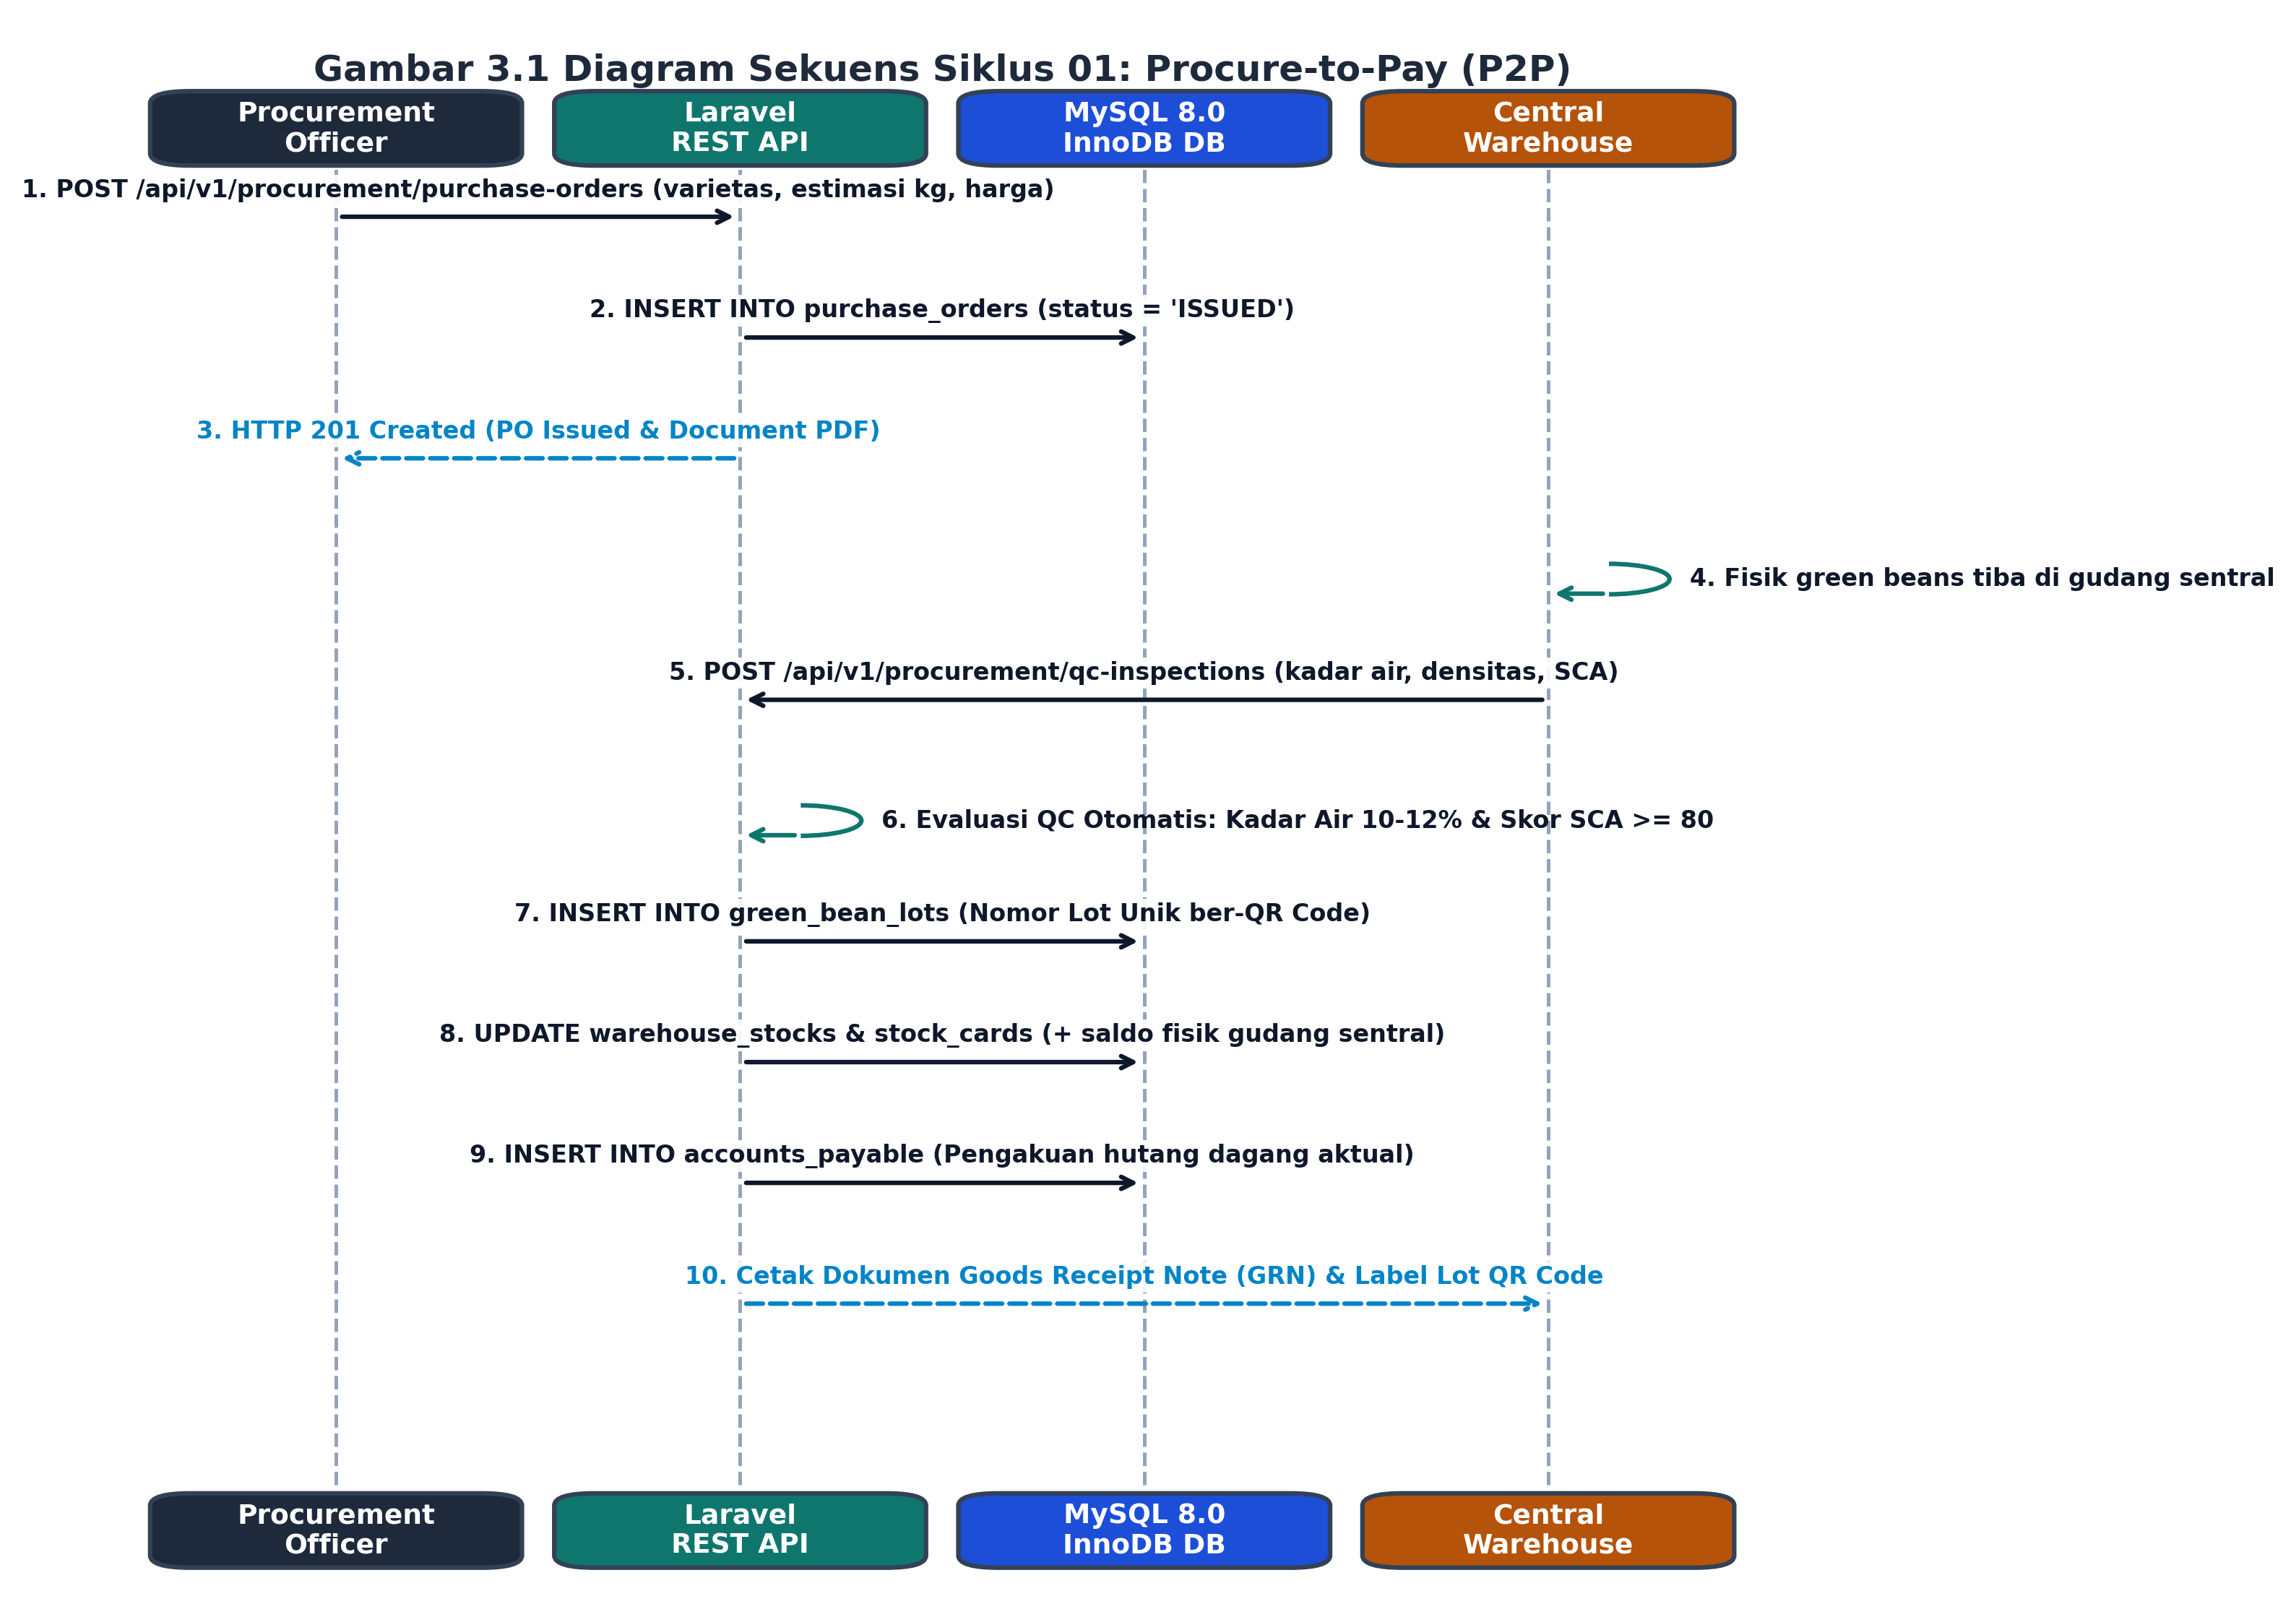 Gambar 3.1 Diagram Sekuens Siklus 01: Procure-to-Pay (P2P)
Procurement
Officer
Laravel
REST API
MySQL 8.0
InnoDB DB
Central
Warehouse
1. POST /api/v1/procurement/purchase-orders (varietas, estimasi kg, harga)
2. INSERT INTO purchase_orders (status = 'ISSUED')
3. HTTP 201 Created (PO Issued & Document PDF)
4. Fisik green beans tiba di gudang sentral
5. POST /api/v1/procurement/qc-inspections (kadar air, densitas, SCA)
6. Evaluasi QC Otomatis: Kadar Air 10-12% & Skor SCA >= 80
7. INSERT INTO green_bean_lots (Nomor Lot Unik ber-QR Code)
8. UPDATE warehouse_stocks & stock_cards (+ saldo fisik gudang sentral)
9. INSERT INTO accounts_payable (Pengakuan hutang dagang aktual)
10. Cetak Dokumen Goods Receipt Note (GRN) & Label Lot QR Code
Procurement
Officer
Laravel
REST API
MySQL 8.0
InnoDB DB
Central
Warehouse